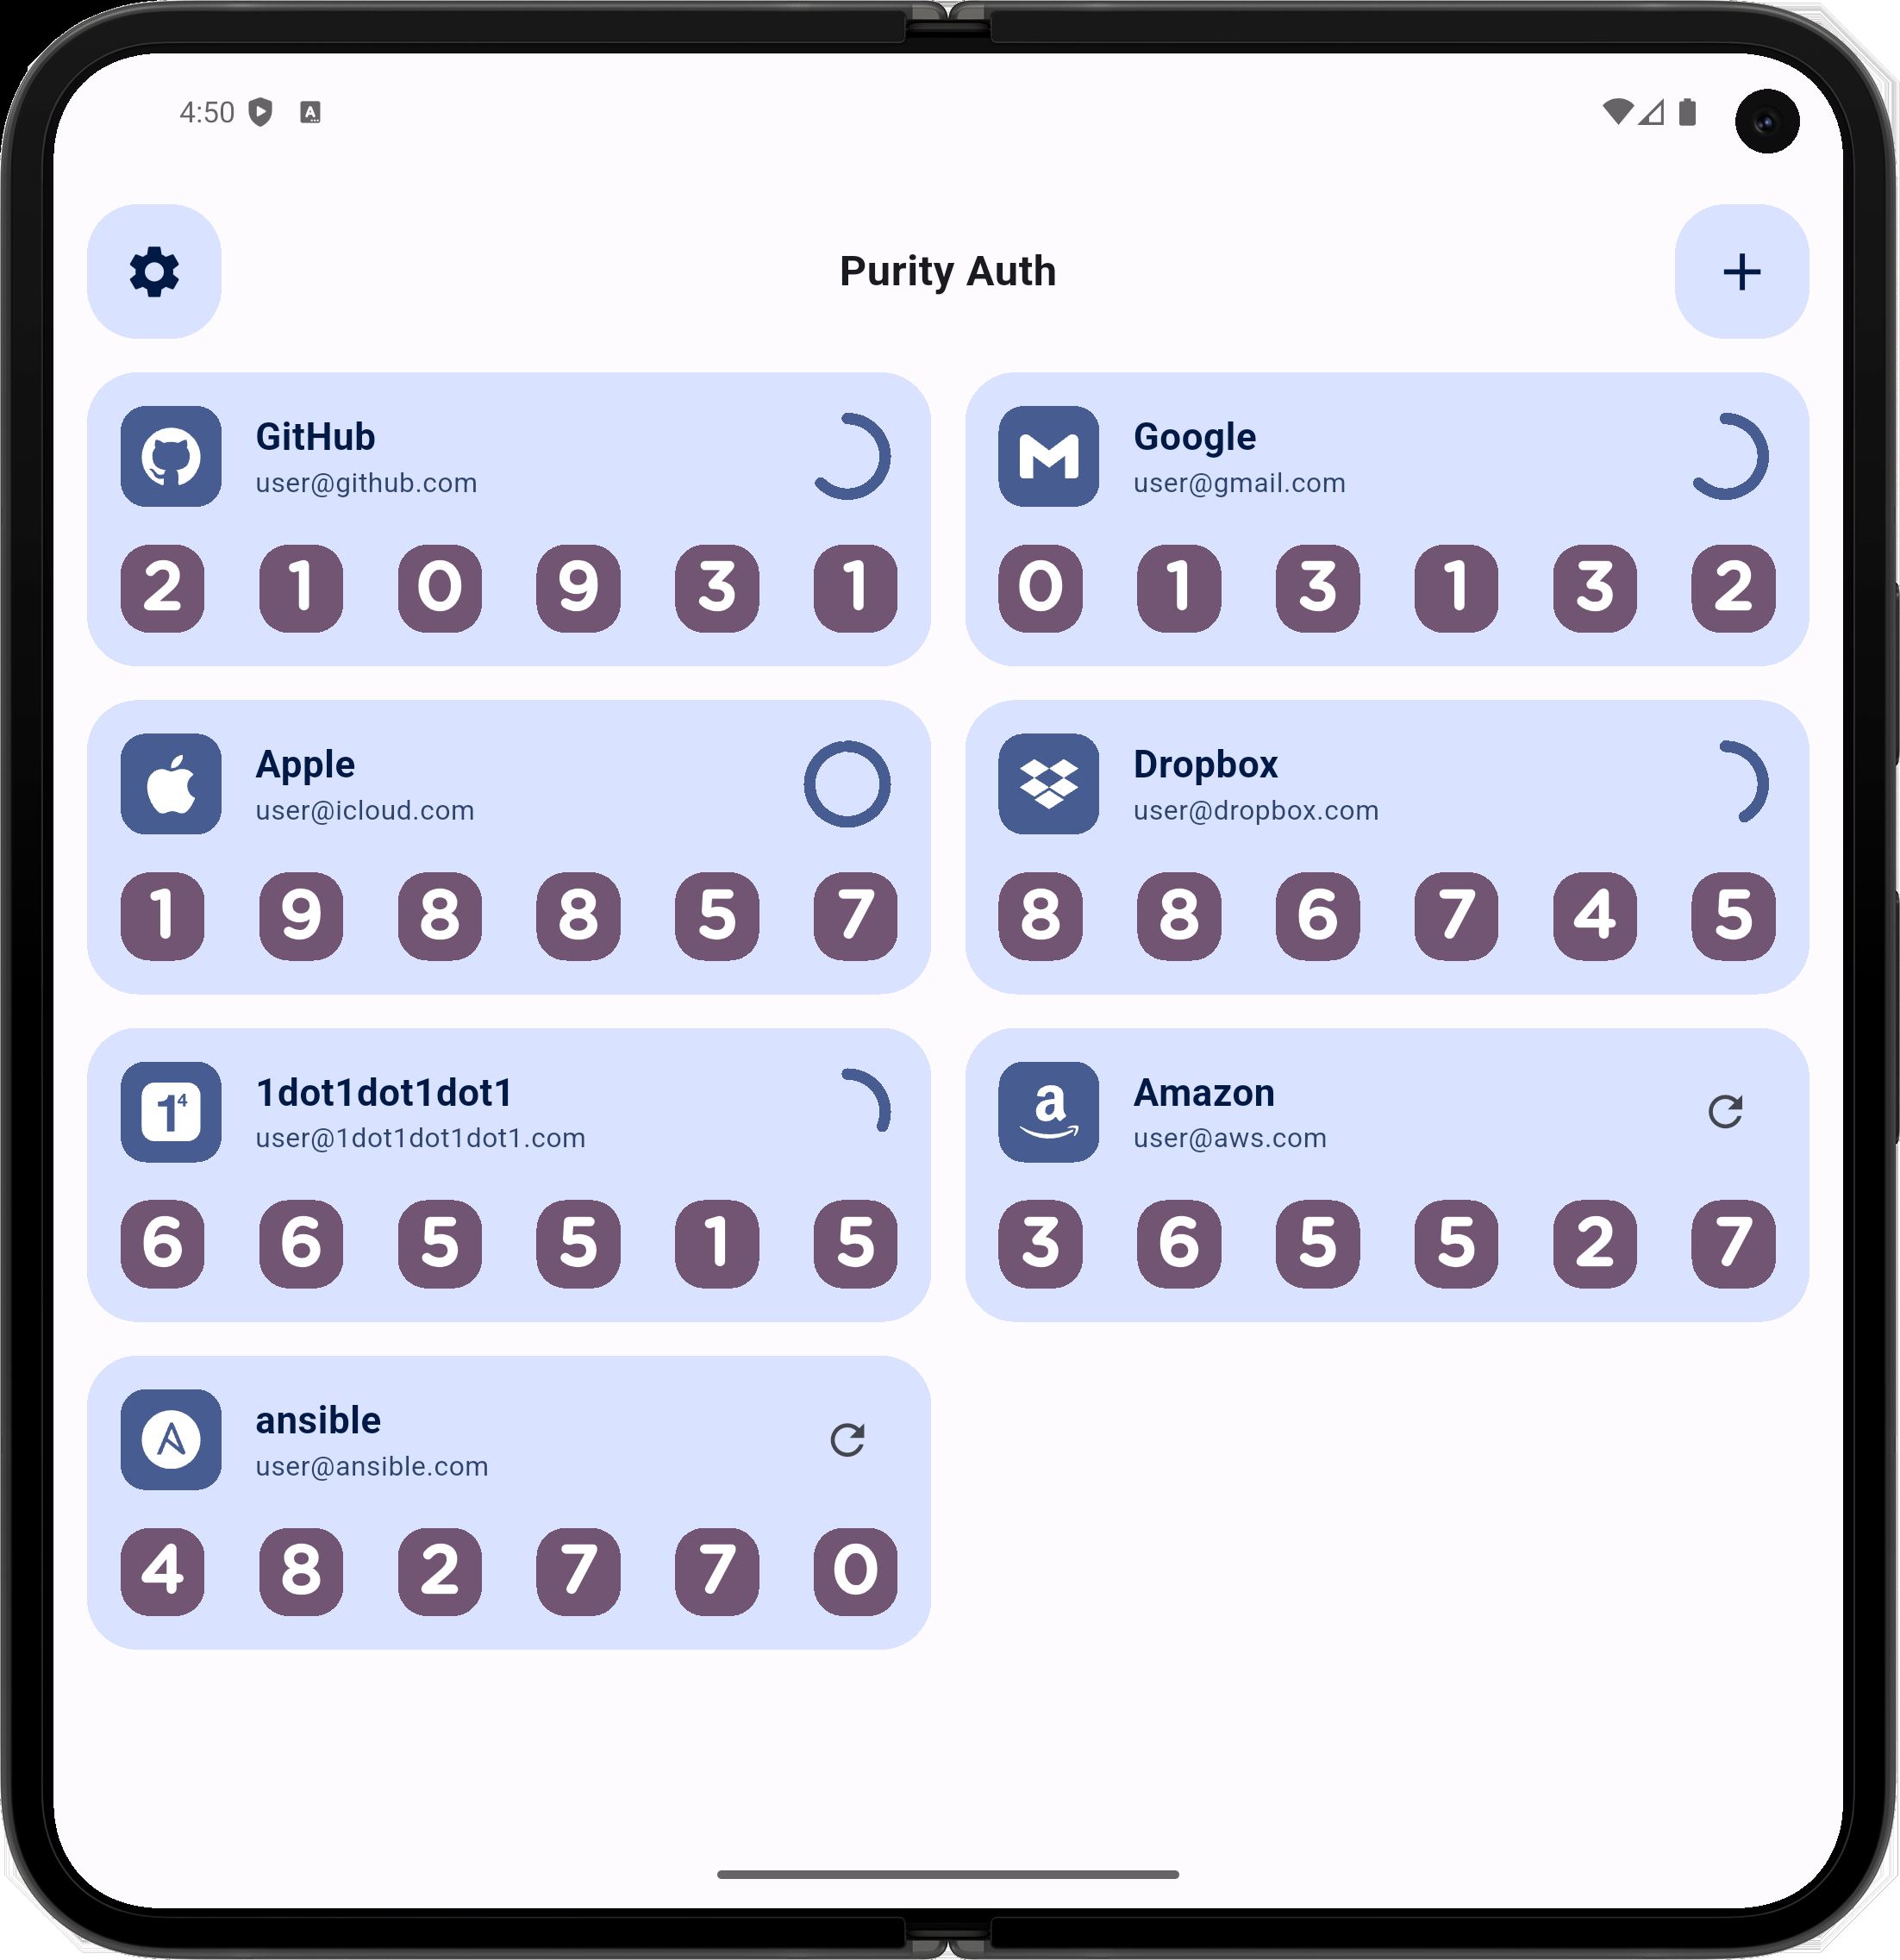 4:50
Purity Auth
GitHub
user@github.com
2 1 0 9 3 1
Google
user@gmail.com
0 1 3 1 3 2
Apple
user@icloud.com
1 9 8 8 5 7
Dropbox
user@dropbox.com
8 8 6 7 4 5
1dot1dot1dot1
user@1dot1dot1dot1.com
6 6 5 5 1 5
Amazon
user@aws.com
3 6 5 5 2 7
ansible
user@ansible.com
4 8 2 7 7 0